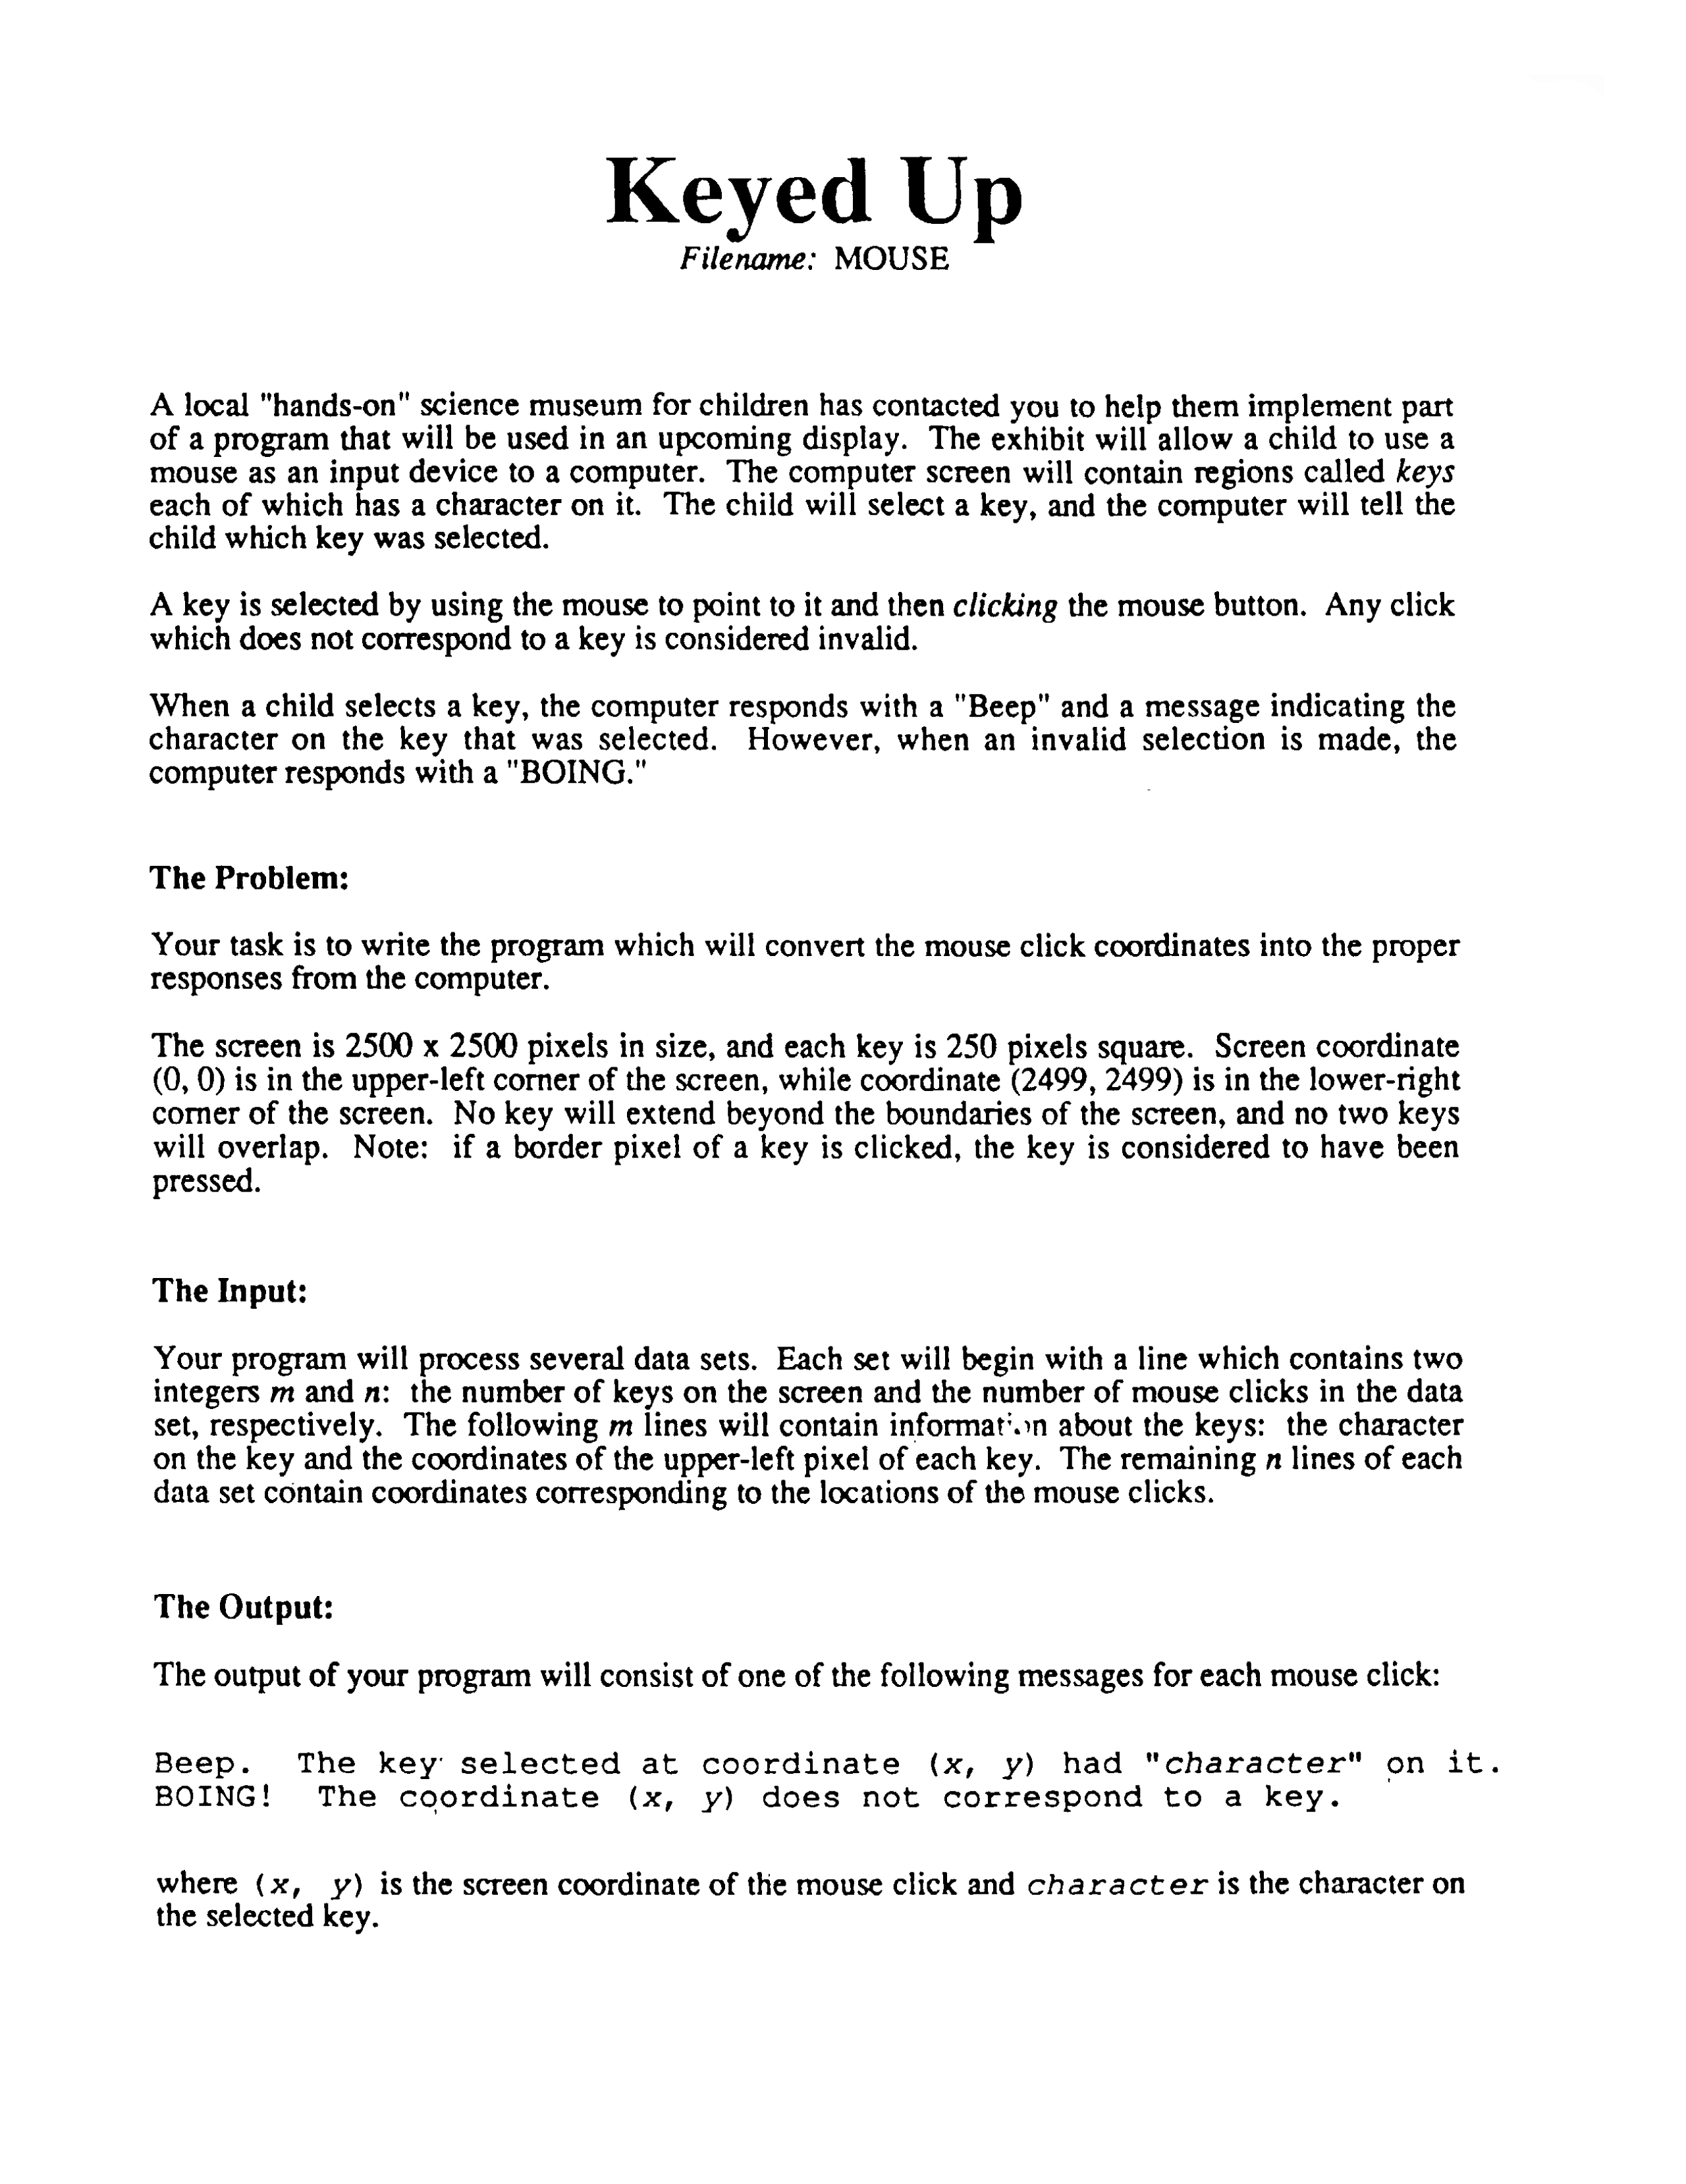 Keyed Up
Filename: MOUSE
A local "hands-on" science museum for children has contacted you to help them implement part
of a program that will be used in an upcoming display. The exhibit will allow a child to use a
mouse as an input device to a computer. The computer screen will contain regions called keys
each of which has a character on it. The child will select a key, and the computer will tell the
child which key was selected.
A key is selected by using the mouse to point to it and then clicking the mouse button. Any click
which does not correspond to a key is considered invalid.
When a child selects a key, the computer responds with a "Beep" and a message indicating the
character on the key that was selected. However, when an invalid selection is made, the
computer responds with a "BOING."
The Problem:
Your task is to write the program which will convert the mouse click coordinates into the proper
responses from the computer.
The screen is 2500 x 2500 pixels in size, and each key is 250 pixels square. Screen coordinate
(0, 0) is in the upper-left corner of the screen, while coordinate (2499, 2499) is in the lower-right
corner of the screen. No key will extend beyond the boundaries of the screen, and no two keys
will overlap. Note: if a border pixel of a key is clicked, the key is considered to have been
pressed.
The Input:
Your program will process several data sets. Each set will begin with a line which contains two
integers m and n: the number of keys on the screen and the number of mouse clicks in the data
set, respectively. The following m lines will contain information about the keys: the character
on the key and the coordinates of the upper-left pixel of each key. The remaining n lines of each
data set contain coordinates corresponding to the locations of the mouse clicks.
The Output:
The output of your program will consist of one of the following messages for each mouse click:
Beep. The key selected at coordinate (x, y) had "character" on it.
BOING! The coordinate (x, y) does not correspond to a key.
where (x, y) is the screen coordinate of the mouse click and character is the character on
the selected key.